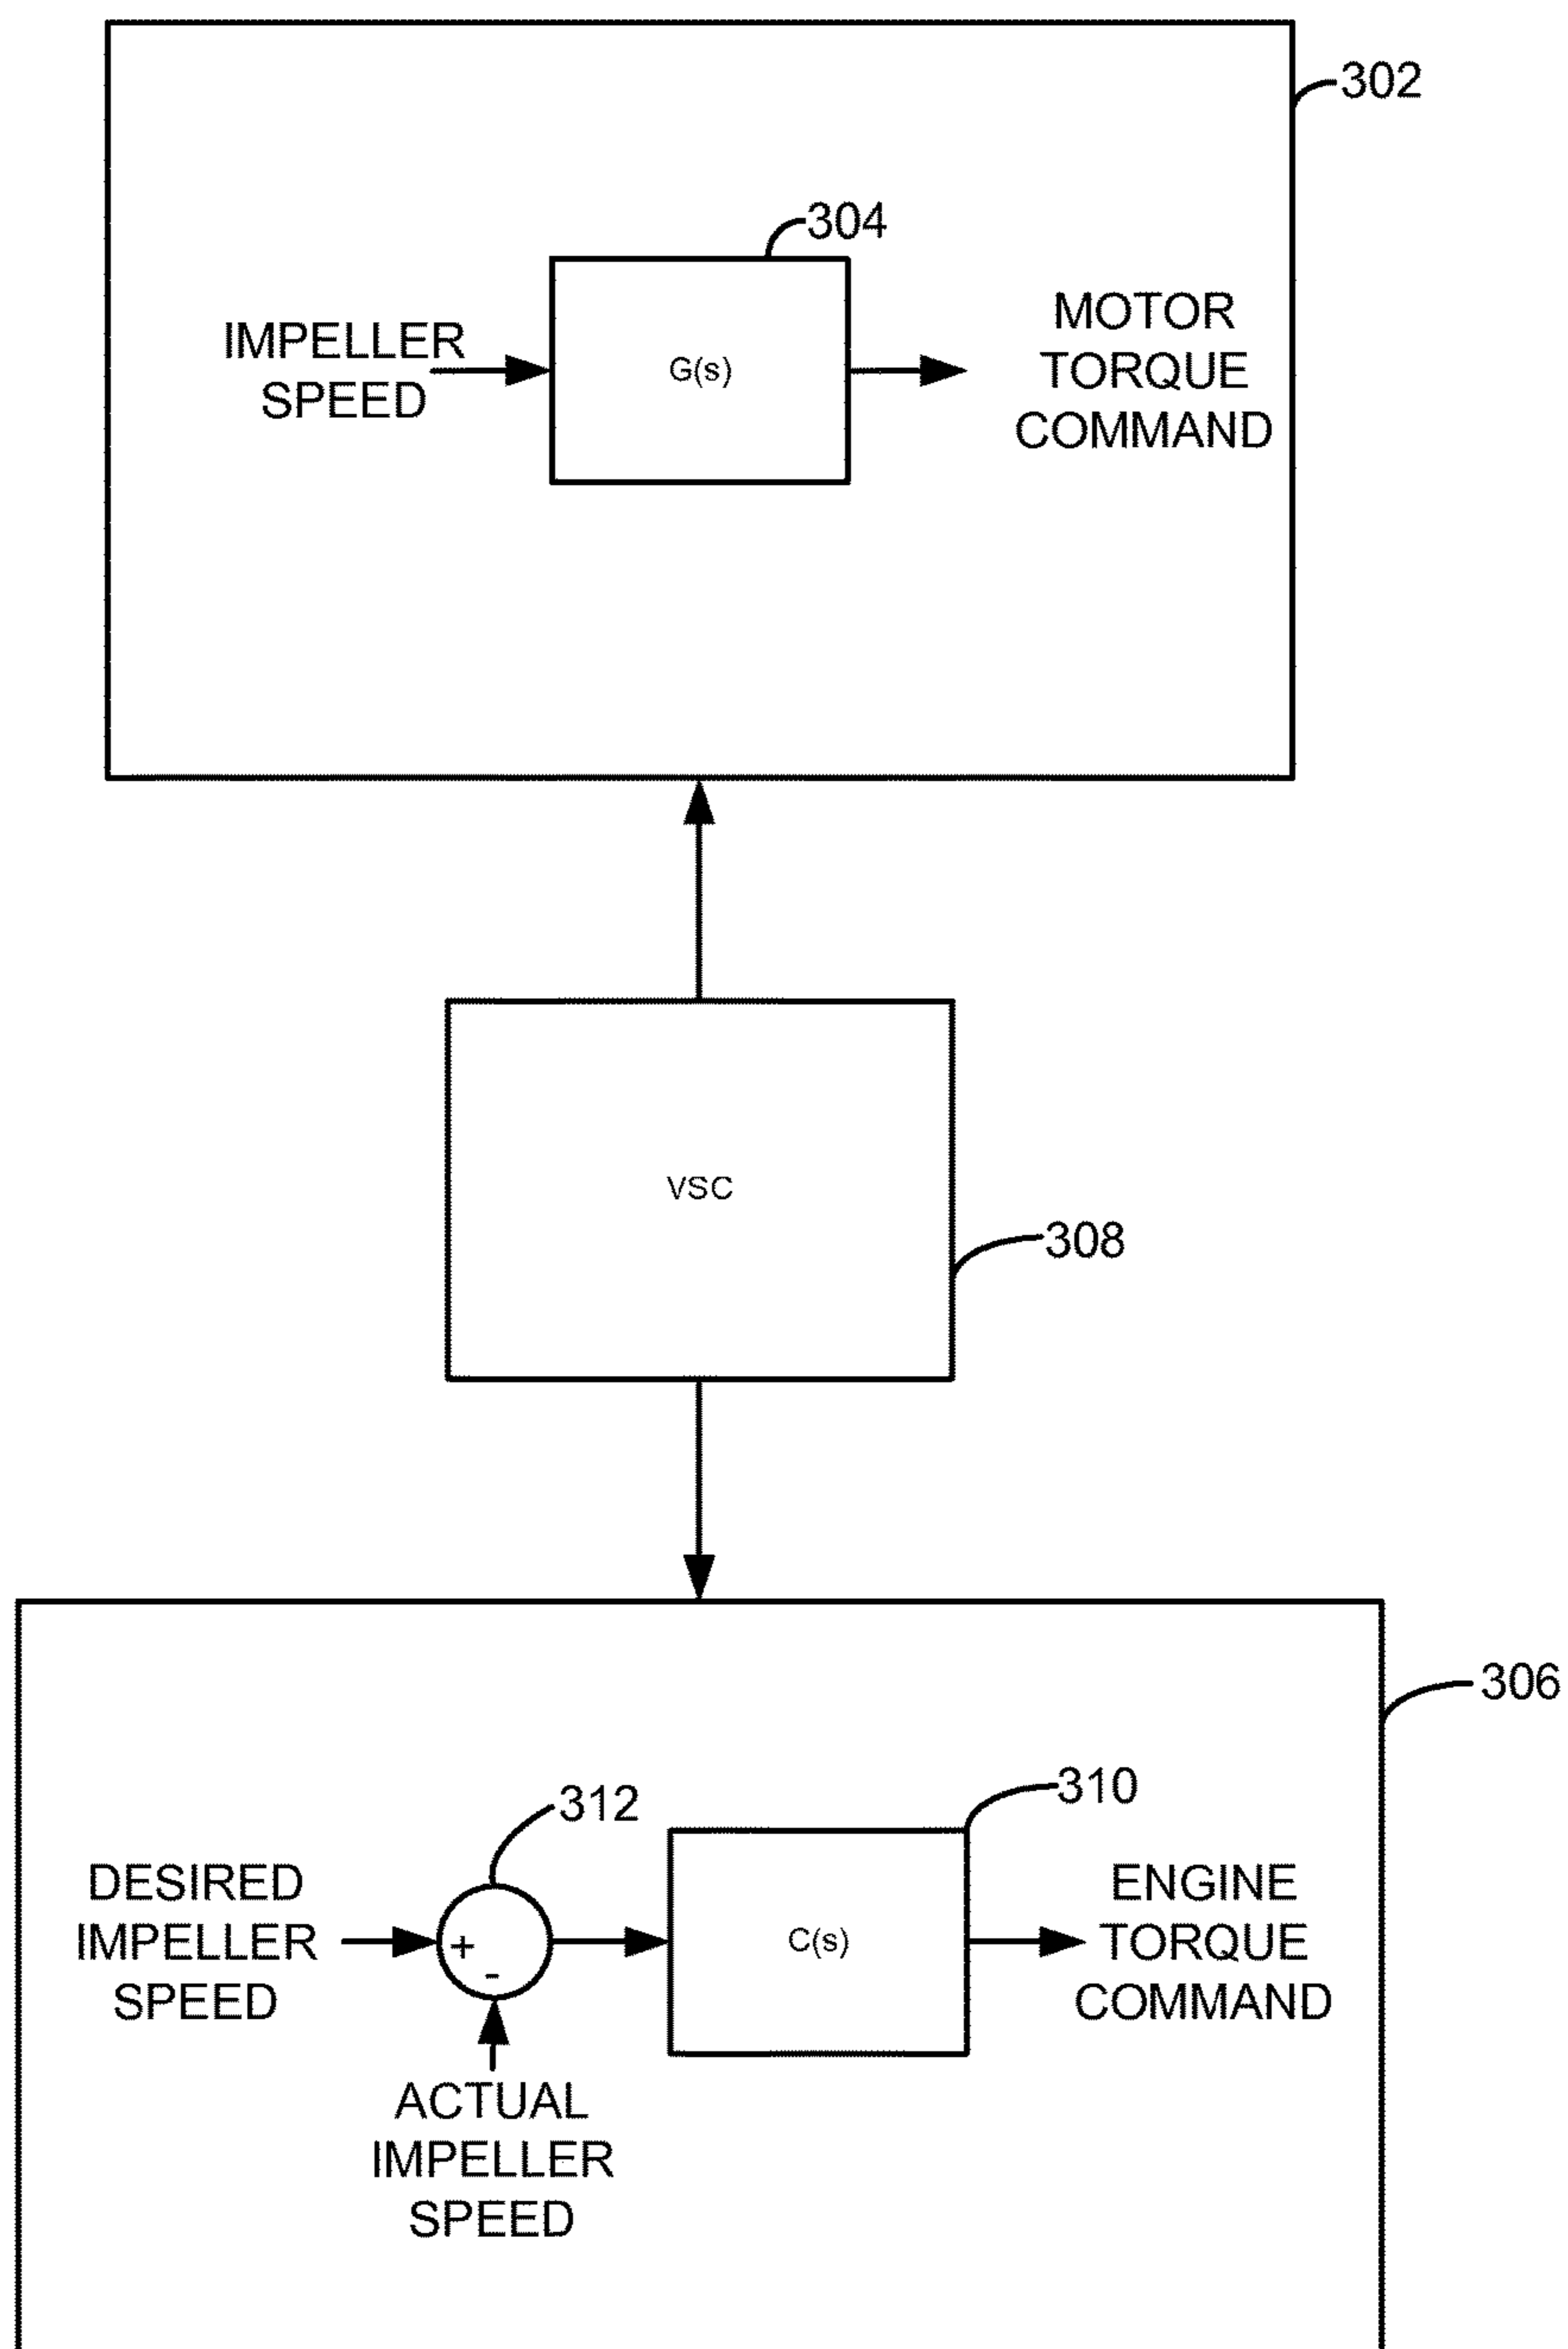 302
304
IMPELLER
SPEED
G(s)
MOTOR
TORQUE
COMMAND
VSC
308
306
312
310
DESIRED
IMPELLER
SPEED
+
-
C(s)
ENGINE
TORQUE
COMMAND
ACTUAL
IMPELLER
SPEED